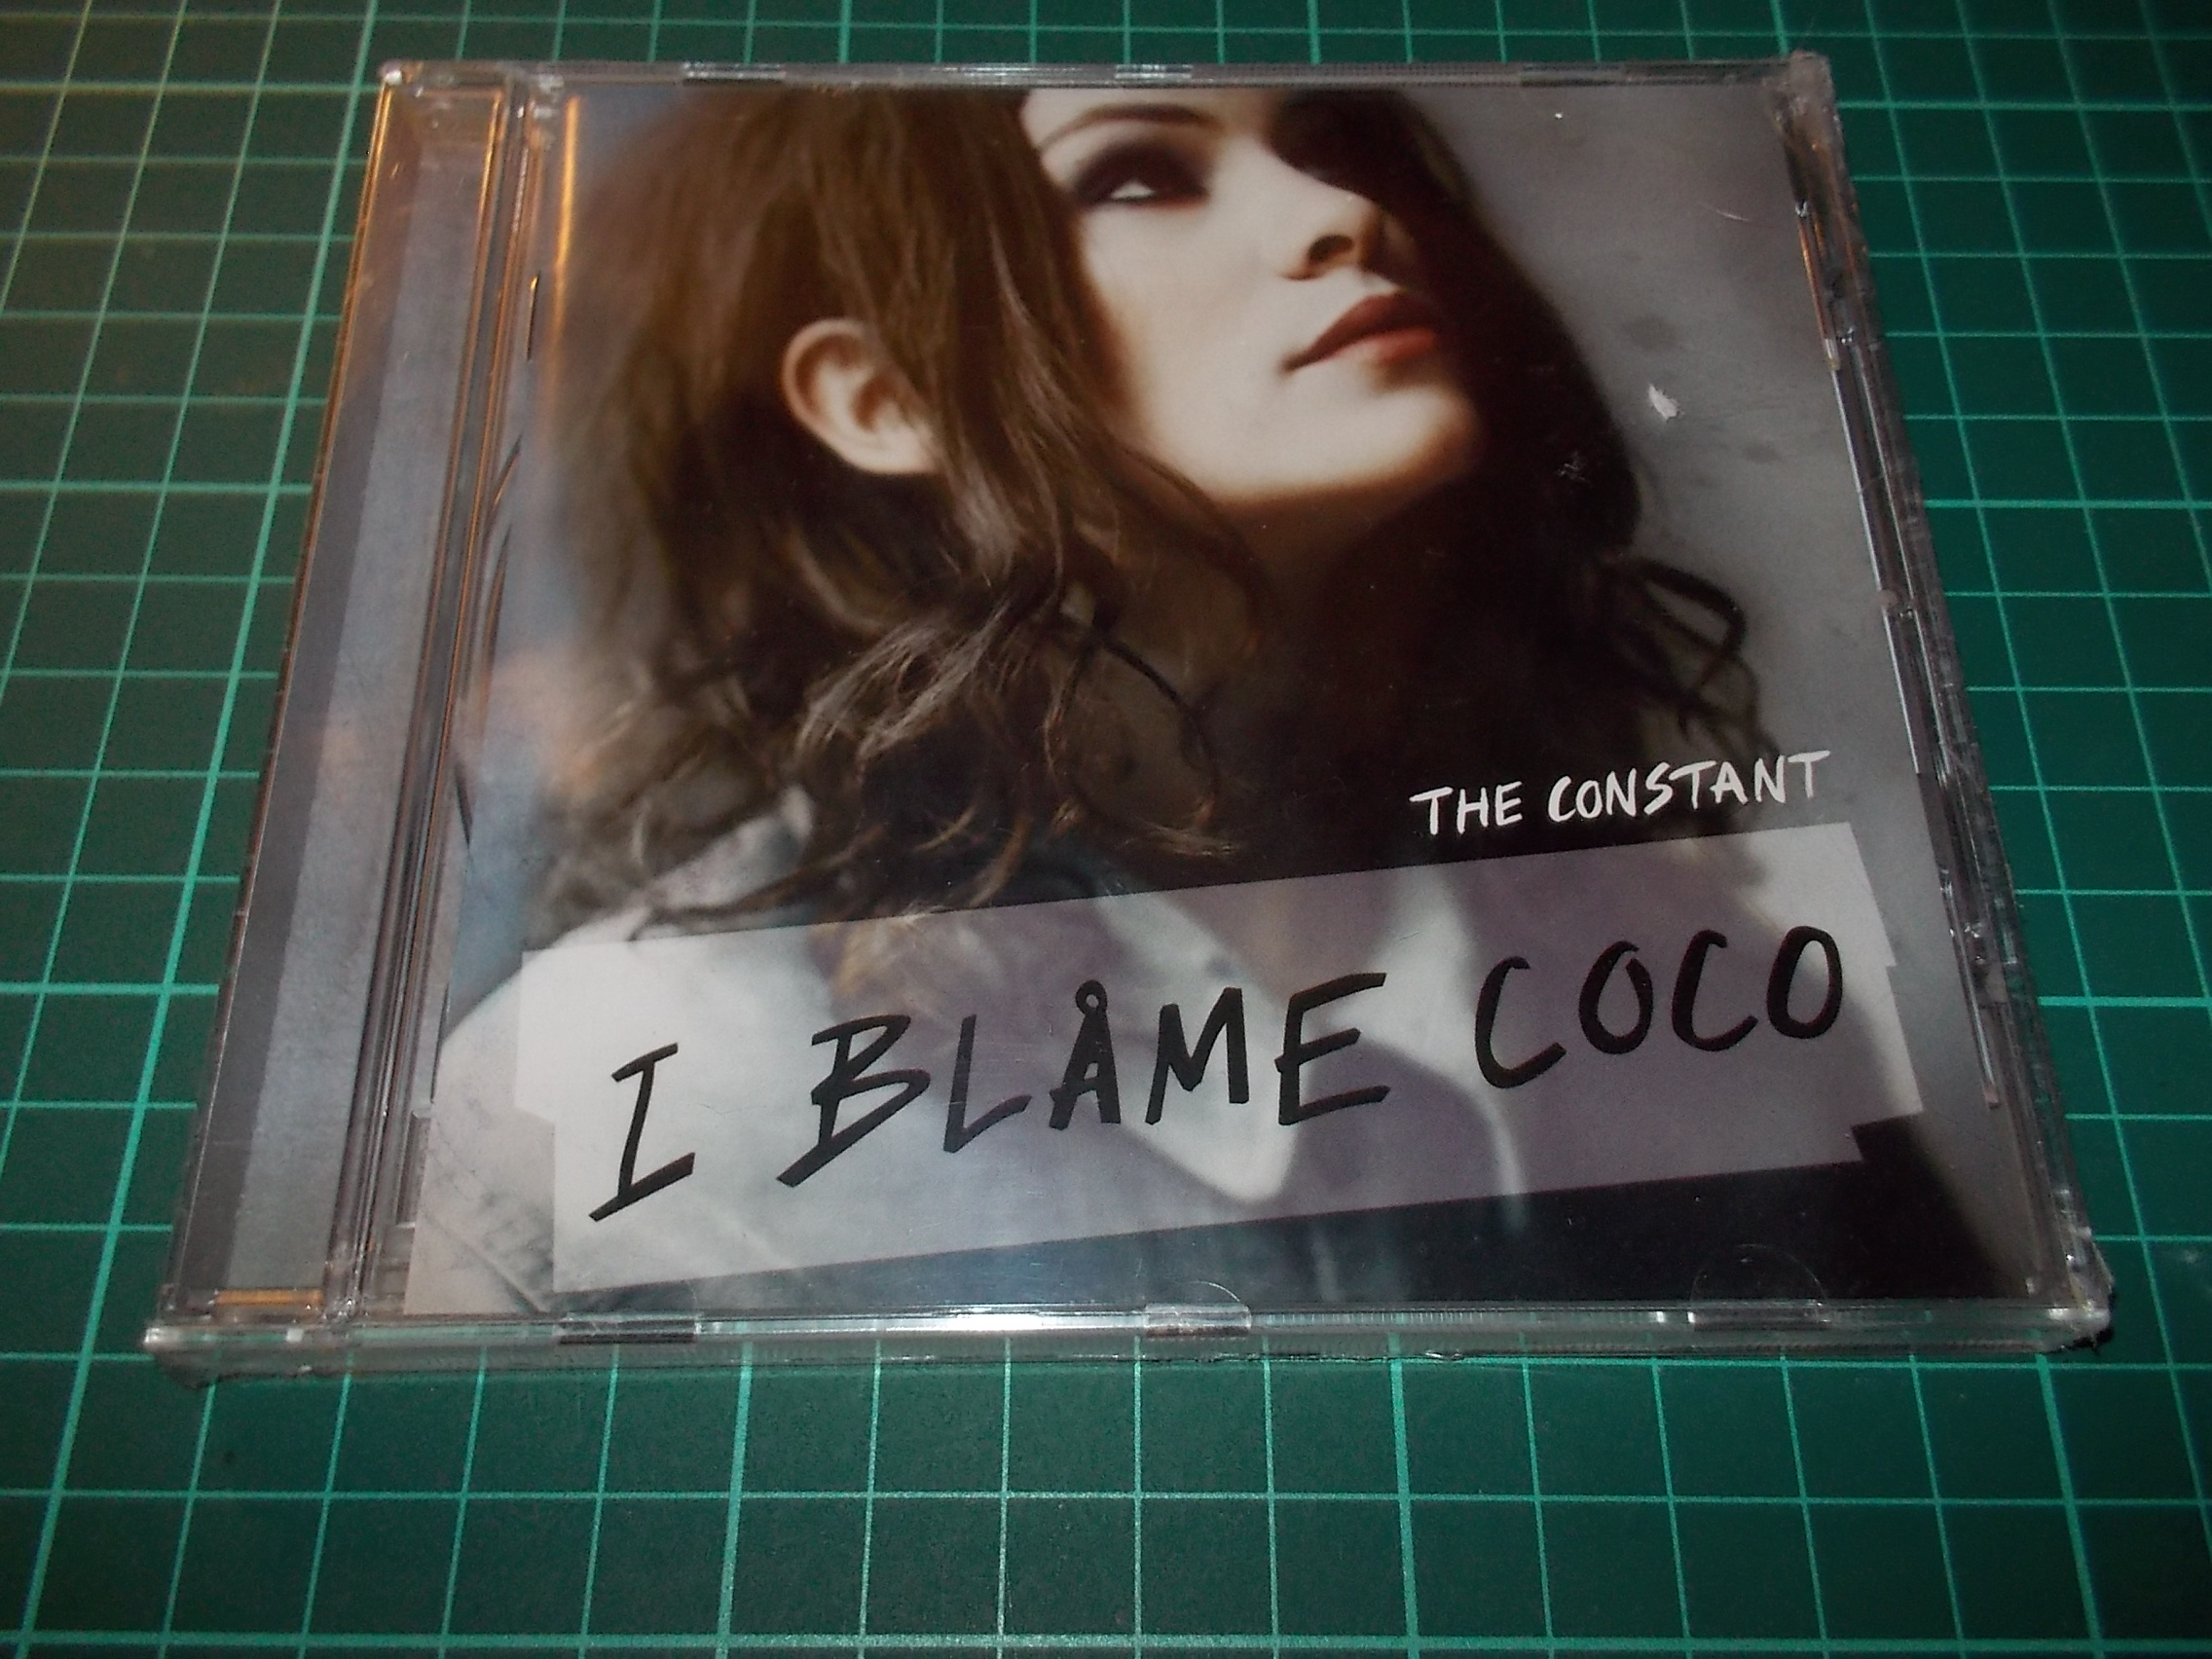 THE CONSTANT
I BLÅME COCO